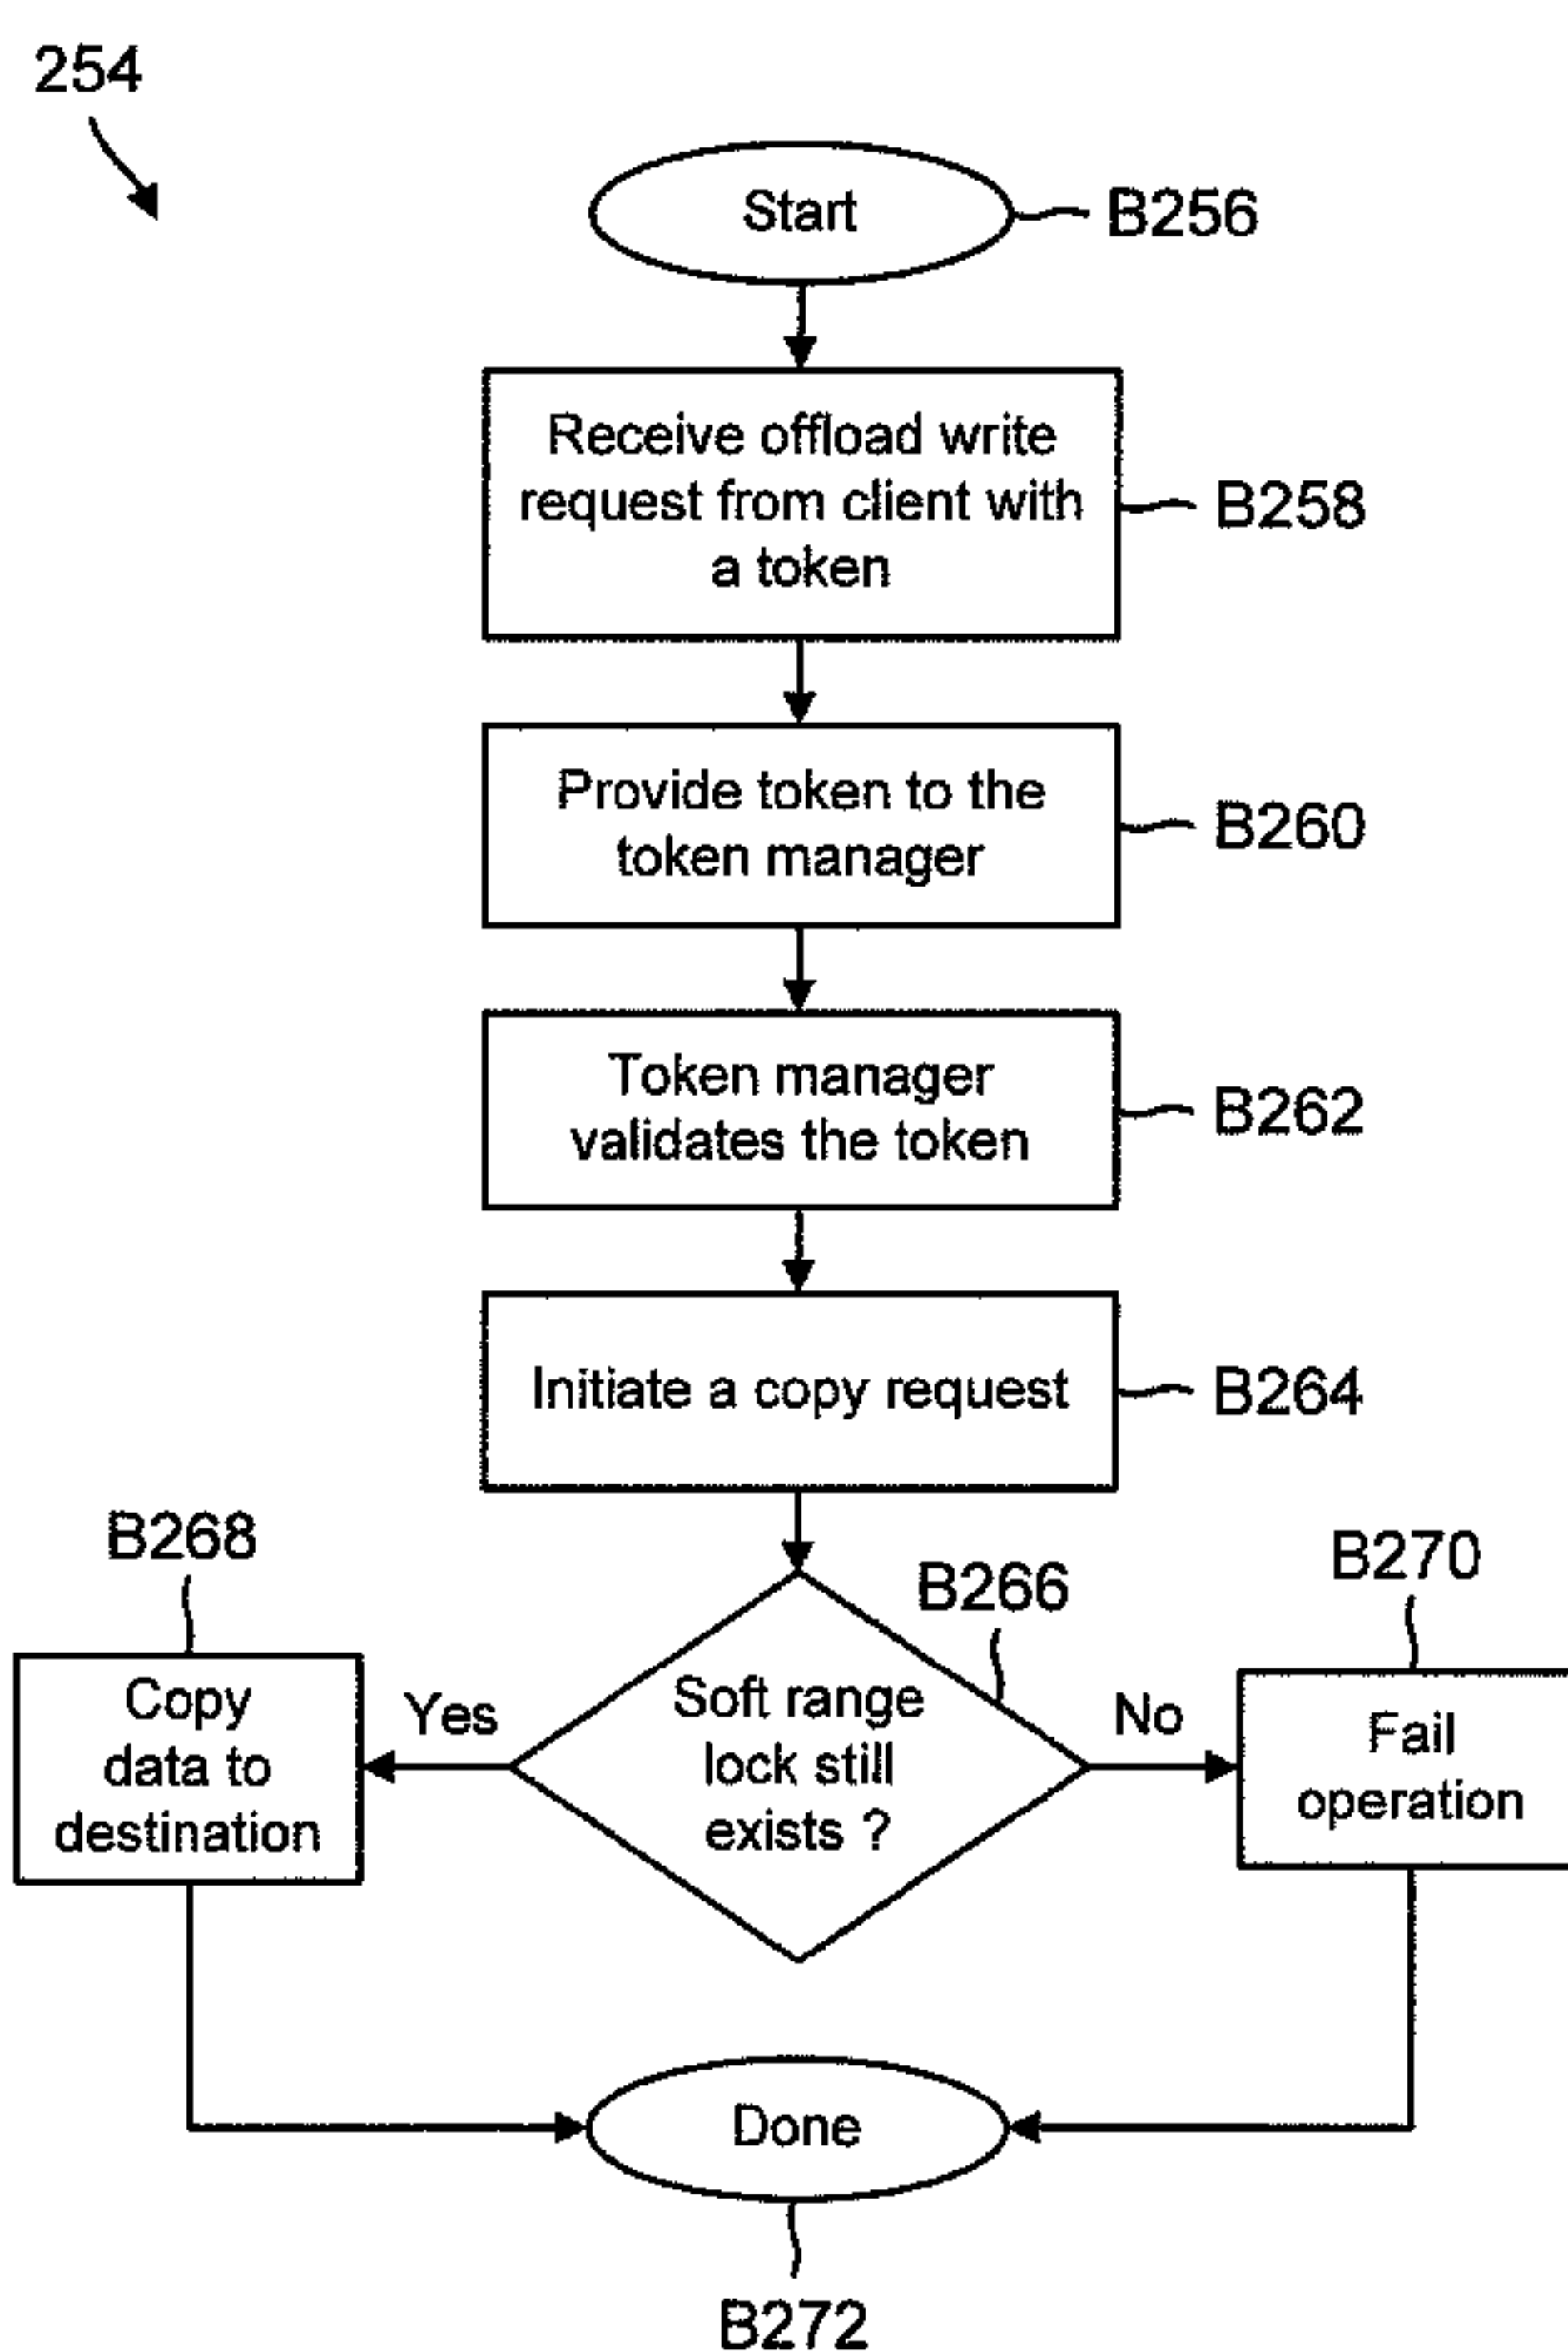 254
Start
B256
Receive offload write
request from client with
a token
B258
Provide token to the
token manager
B260
Token manager
validates the token
B262
Initiate a copy request
B264
B268
B266
B270
Copy
data to
destination
Yes
Soft range
lock still
exists ?
No
Fail
operation
Done
B272